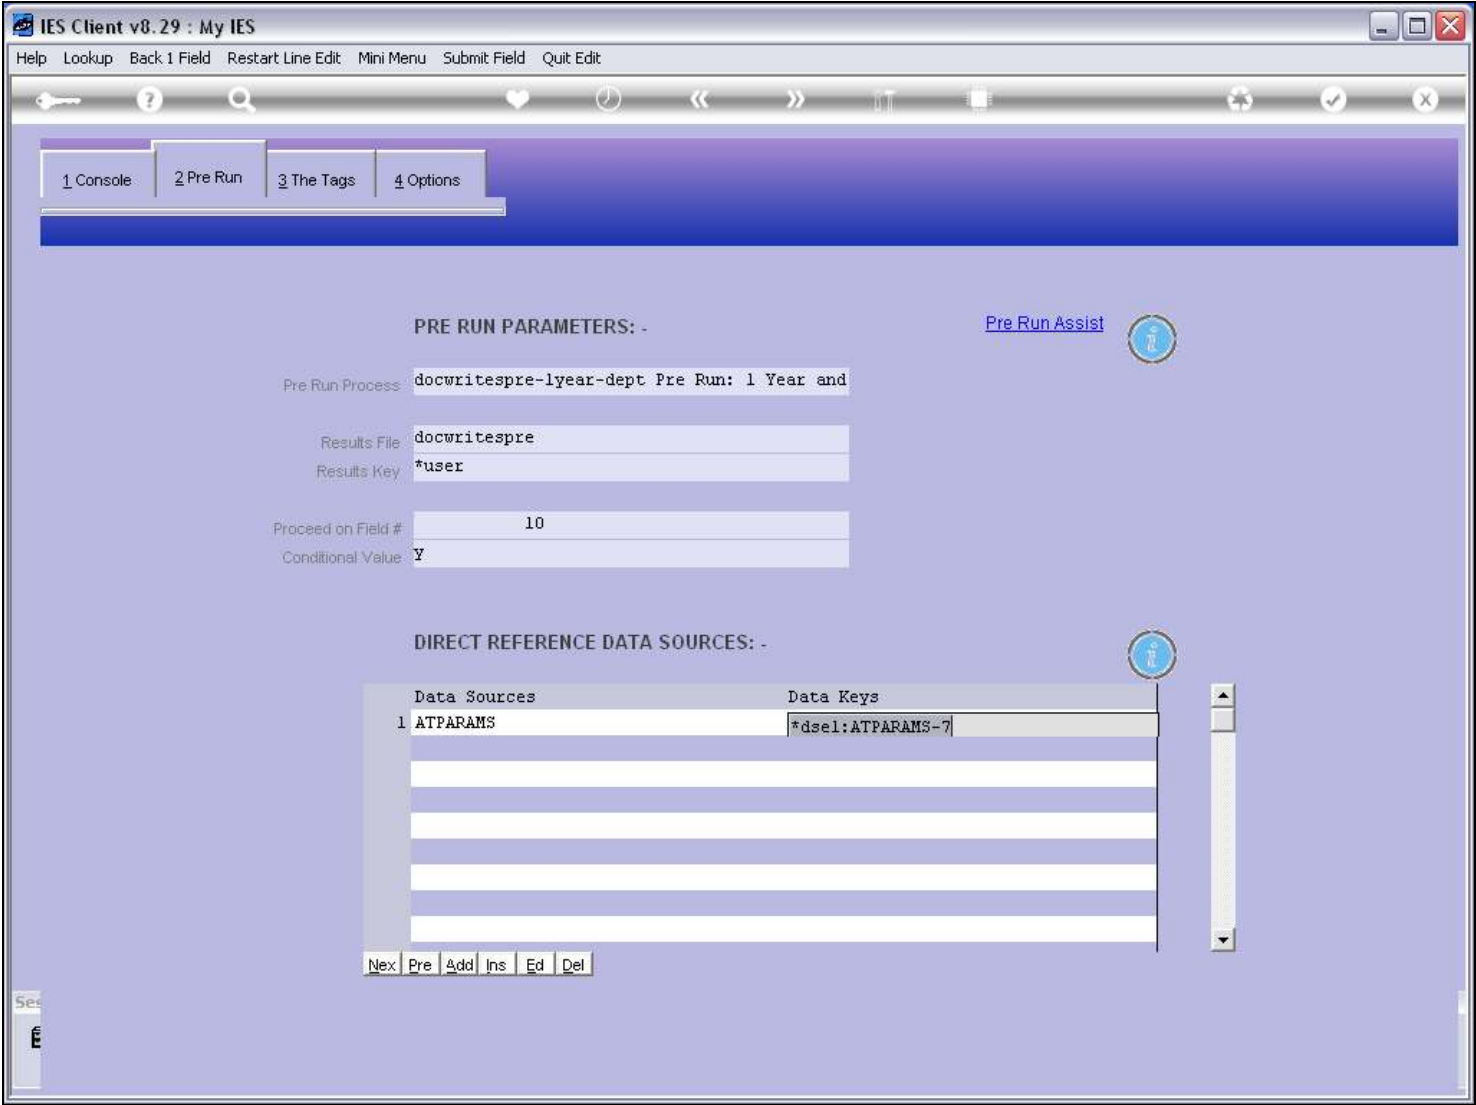 IES Client v8.29 : My IES
Help Lookup Back 1 Field Restart Line Edit Mini Menu Submit Field Quit Edit
1 Console 2 Pre Run 3 The Tags 4 Options
PRE RUN PARAMETERS: - Pre Run Assist
Pre Run Process docwritespre-1year-dept Pre Run: 1 Year and
Results File docwritespre
Results Key *user
Proceed on Field # 10
Conditional Value Y
DIRECT REFERENCE DATA SOURCES: -
Data Sources Data Keys
1 ATPARAMS *dsel:ATPARAMS-7
Nex Pre Add Ins Ed Del
Ses